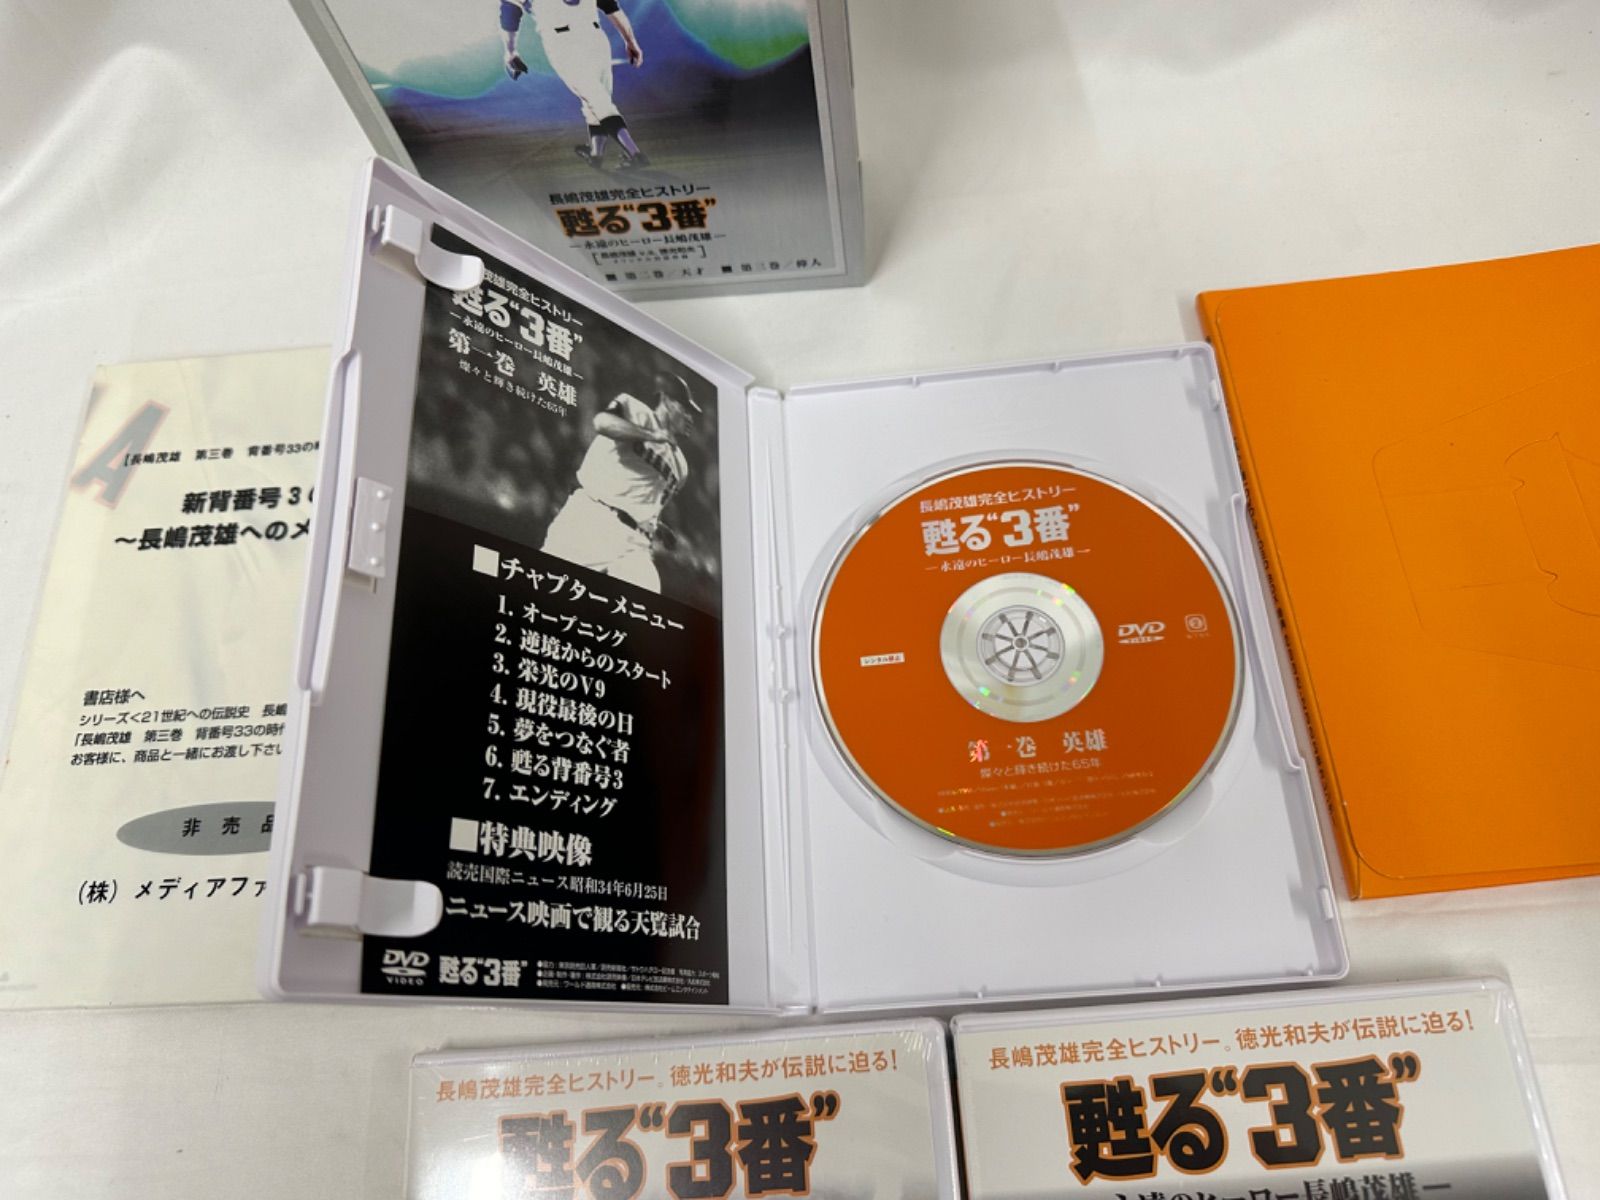 長嶋茂雄完全ヒストリー
甦る"3番"
―永遠のヒーロー長嶋茂雄―
第二巻/天才 ■ 第三巻/偉人
茂雄完全ヒストリー
甦る"3番"
―永遠のヒーロー長嶋茂雄―
第一巻 英雄
燦々と輝き続けた65年
■チャプターメニュー
1. オープニング
2. 逆境からのスタート
3. 栄光のV9
4. 現役最後の日
5. 夢をつなぐ者
6. 甦る背番号3
7. エンディング
■特典映像
読売国際ニュース昭和34年6月25日
ニュース映画で観る天覧試合
DVD
VIDEO
甦る"3番"
長嶋茂雄完全ヒストリー
甦る"3番"
―永遠のヒーロー長嶋茂雄―
DVD
VIDEO
2
レンタル禁止
第一巻 英雄
燦々と輝き続けた65年
A
【長嶋茂雄 第三巻 背番号33の時
新背番号3の
～長嶋茂雄へのメ
書店様へ
シリーズ<21世紀への伝説史 長嶋
「長嶋茂雄 第三巻 背番号33の時代
お客様に、商品と一緒にお渡し下さい
非売品
(株)メディアファ
長嶋茂雄完全ヒストリー。徳光和夫が伝説に迫る!
甦る"3番"
長嶋茂雄完全ヒストリー。徳光和夫が伝説に迫る!
甦る"3番"
―永遠のヒーロー長嶋茂雄―